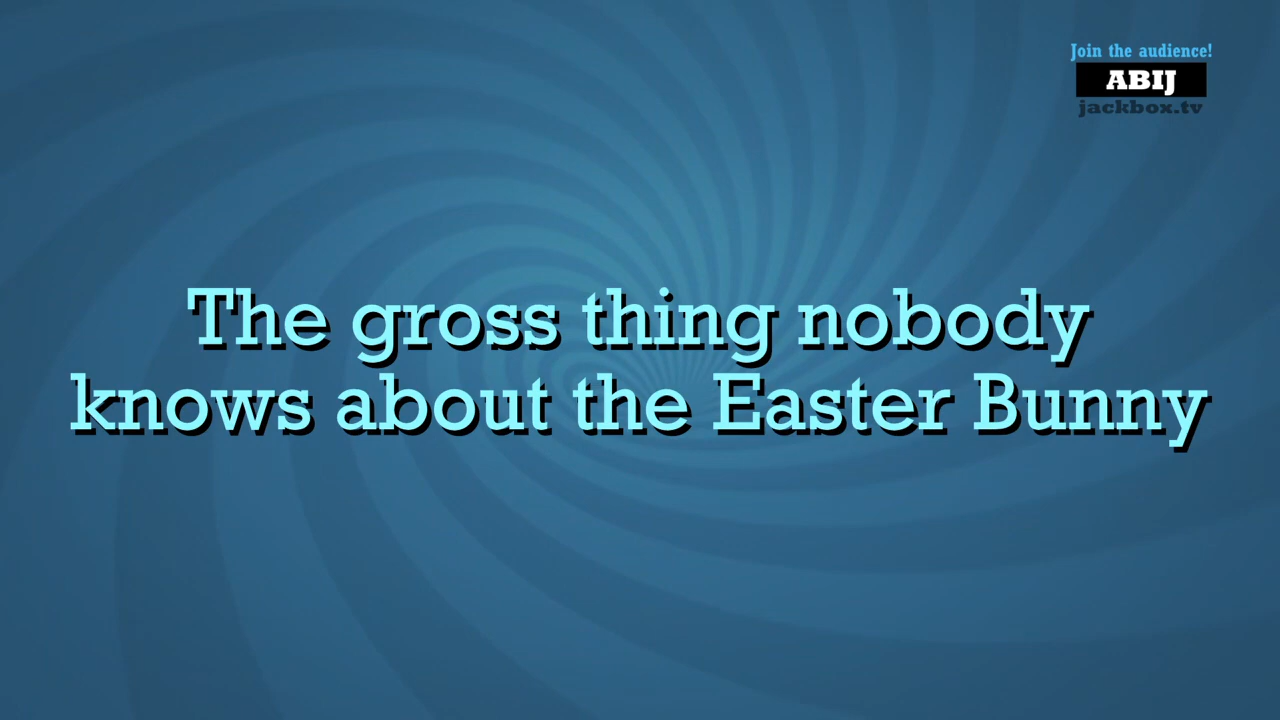 Join the audience!
ABIJ
jackbox.tv
The gross thing nobody
knows about the Easter Bunny